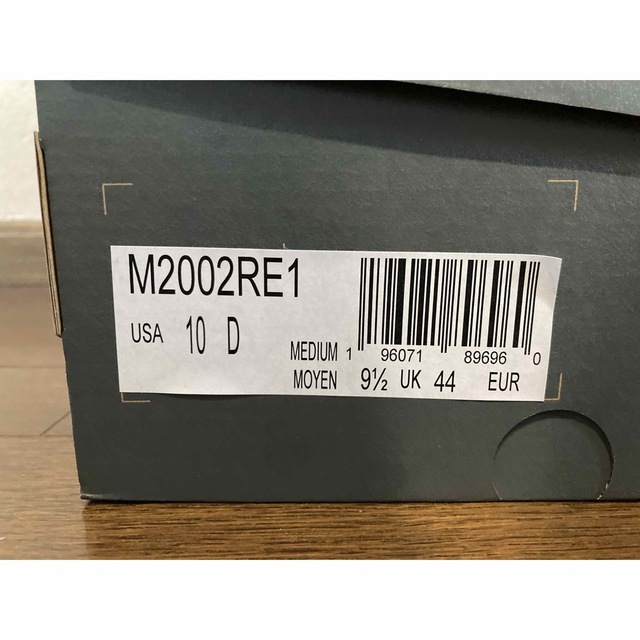 M2002RE1
USA 10 D
MEDIUM 1 96071 89696 0
MOYEN 9½ UK 44 EUR